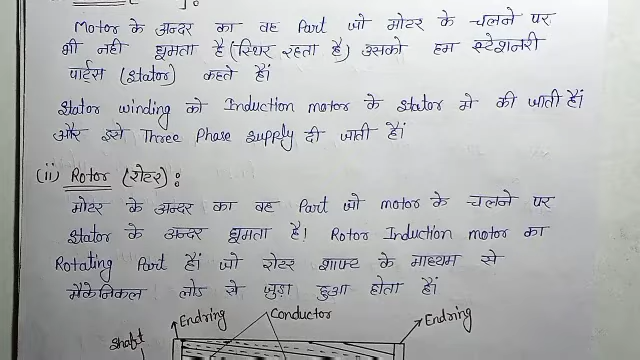 Motor के अन्दर का वह Part जो मोटर के चलने पर
भी नही घूमता है (स्थिर रहता है) उसको हम स्टेशनरी
पार्ट्स (Stator) कहते हैं।
Stator winding को Induction motor के Stator मे की जाती हैं।
और इसे Three Phase supply दी जाती हैं।
(ii) Rotor (रोटर) :
मोटर के अन्दर का वह Part जो motor के चलने पर
Stator के अन्दर घूमता है। Rotor Induction motor का
Rotating Part हैं। जो रोटर शाफ्ट के माध्यम से
मैकेनिकल लोड से जुड़ा हुआ होता हैं।
Endring Conductor Endring
Shaft